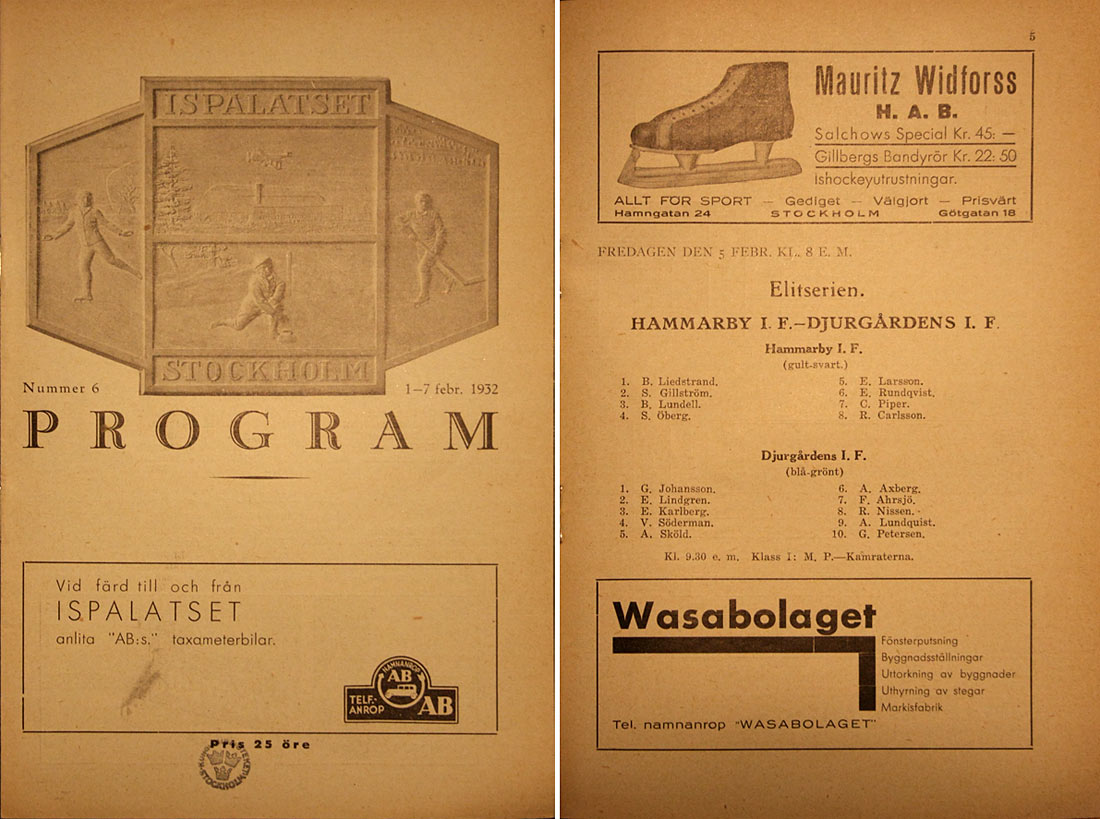 ISPALATSET
STOCKHOLM
Nummer 6
1–7 febr. 1932
PROGRAM
Vid färd till och från
ISPALATSET
anlita "AB:s." taxameterbilar.
NAMNANROP
AB
TELF.-
ANROP
AB
Pris 25 öre
STOCKHOLM
5
Mauritz Widforss
H. A. B.
Salchows Special Kr. 45: —
Gillbergs Bandyrör Kr. 22: 50
Ishockeyutrustningar.
ALLT FÖR SPORT — Gediget — Välgjort — Prisvärt
Hamngatan 24 STOCKHOLM Götgatan 18
FREDAGEN DEN 5 FEBR. KL. 8 E. M.
Elitserien.
HAMMARBY I. F.—DJURGÅRDENS I. F.
Hammarby I. F.
(gult-svart.)
1. B. Liedstrand.
2. S. Gillström.
3. B. Lundell.
4. S. Öberg.
5. E. Larsson.
6. E. Rundqvist.
7. C. Piper.
8. R. Carlsson.
Djurgårdens I. F.
(blå-grönt)
1. G. Johansson.
2. E. Lindgren.
3. E. Karlberg.
4. V. Söderman.
5. A. Sköld.
6. A. Axberg.
7. F. Ahrsjö.
8. R. Nissen.
9. A. Lundquist.
10. G. Petersen.
Kl. 9.30 e. m. Klass I: M. P.—Kamraterna.
Wasabolaget
Fönsterputsning
Byggnadsställningar
Uttorkning av byggnader
Uthyrning av stegar
Markisfabrik
Tel. namnanrop "WASABOLAGET"